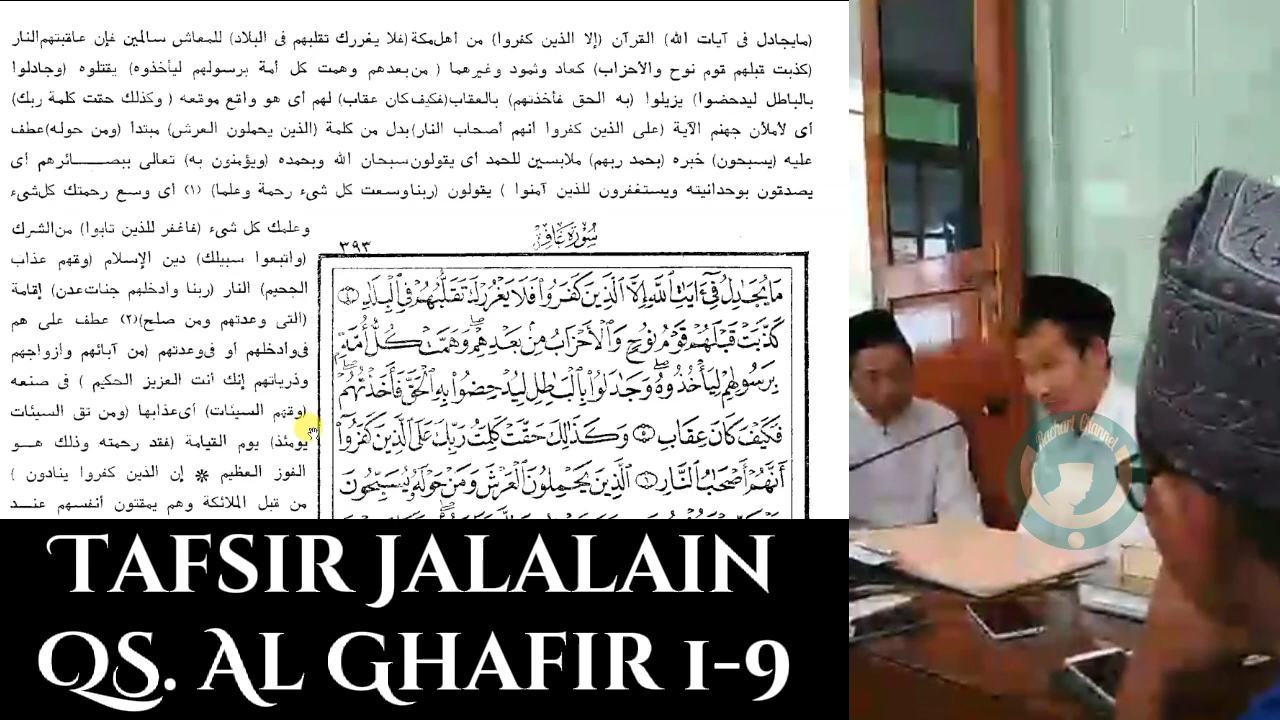 (مايجادل فى آيات الله) القرآن (إلا الذين كفروا) من أهل مكة (فلا يغررك تقلبهم فى البلاد) للمعاش سالمين فإن عاقبتهم النار
(كذبت قبلهم قوم نوح والأحزاب) كعاد وثمود وغيرهما (من بعدهم وهمت كل أمة برسولهم ليأخذوه) يقتلوه (وجادلوا
بالباطل ليدحضوا) يزيلوا (به الحق فأخذتهم) بالعقاب (فكيف كان عقاب) لهم أى هو واقع موقعه (وكذلك حقت كلمة ربك)
أى لأملأن جهنم الآية (على الذين كفروا أنهم أصحاب النار) بدل من كلمة (الذين يحملون العرش) مبتدأ (ومن حوله) عطف
عليه (يسبحون) خبره (بحمد ربهم) ملابسين للحمد أى يقولون سبحان الله وبحمده (ويؤمنون به) تعالى ببصـــــائرهم أى
يصدقون بوحدانيته ويستغفرون للذين آمنوا ) يقولون (ربنا وسعت كل شىء رحمة وعلما) (١) أى وسع رحمتك كل شىء
وعلمك كل شىء (فاغفر للذين تابوا) من الشرك
(واتبعوا سبيلك) دين الإسلام (وقهم عذاب
الجحيم) النار (ربنا وادخلهم جنات عدن) إقامة
(التى وعدتهم ومن صلح) (٢) عطف على هم
فى وادخلهم أو فى وعدتهم (من آبائهم وازواجهم
وذرياتهم إنك أنت العزيز الحكيم ) فى صنعه
(وقهم السيئات) أى عذابها (ومن تق السيئات
يومئذ) يوم القيامة (فقد رحمته وذلك هـــو
الفوز العظيم * إن الذين كفروا ينادون )
من قبل الملائكة وهم يمقتون أنفسهم عنـــد
سورة غافر
٣٩٣
مَا يُجَادِلُ فِىٓ ءَايَٰتِ ٱللَّهِ إِلَّا ٱلَّذِينَ كَفَرُوا۟ فَلَا يَغْرُرْكَ تَقَلُّبُهُمْ فِى ٱلْبِلَٰدِ ④
كَذَّبَتْ قَبْلَهُمْ قَوْمُ نُوحٍ وَٱلْأَحْزَابُ مِنۢ بَعْدِهِمْ وَهَمَّتْ كُلُّ أُمَّةٍۭ
بِرَسُولِهِمْ لِيَأْخُذُوهُ وَجَٰدَلُوا۟ بِٱلْبَٰطِلِ لِيُدْحِضُوا۟ بِهِ ٱلْحَقَّ فَأَخَذْتُهُمْ
فَكَيْفَ كَانَ عِقَابِ ⑤ وَكَذَٰلِكَ حَقَّتْ كَلِمَتُ رَبِّكَ عَلَى ٱلَّذِينَ كَفَرُوٓا۟
أَنَّهُمْ أَصْحَٰبُ ٱلنَّارِ ⑥ ٱلَّذِينَ يَحْمِلُونَ ٱلْعَرْشَ وَمَنْ حَوْلَهُۥ يُسَبِّحُونَ
TAFSIR JALALAIN
QS. AL GHAFIR 1-9
Rachart Channel